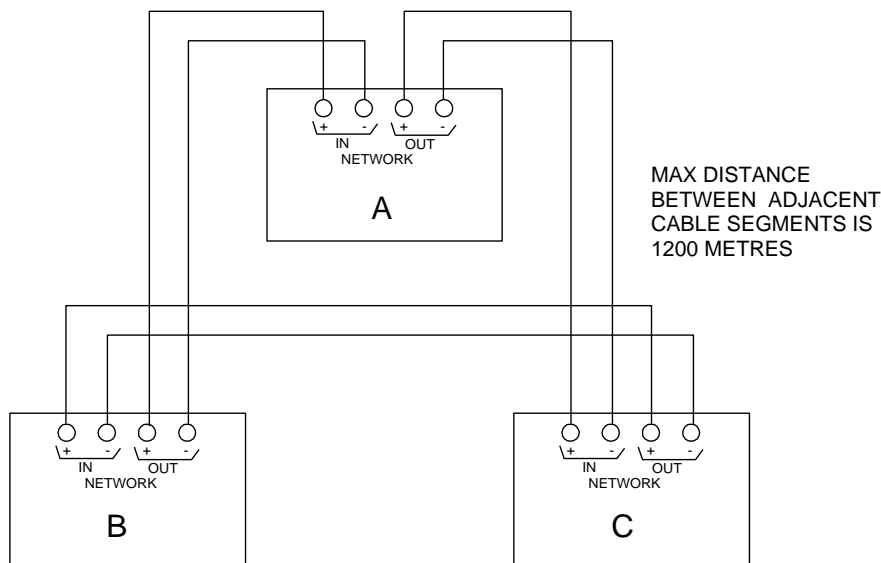 + - + -
IN OUT
NETWORK
A
MAX DISTANCE
BETWEEN ADJACENT
CABLE SEGMENTS IS
1200 METRES
+ - + -
IN OUT
NETWORK
B
+ - + -
IN OUT
NETWORK
C